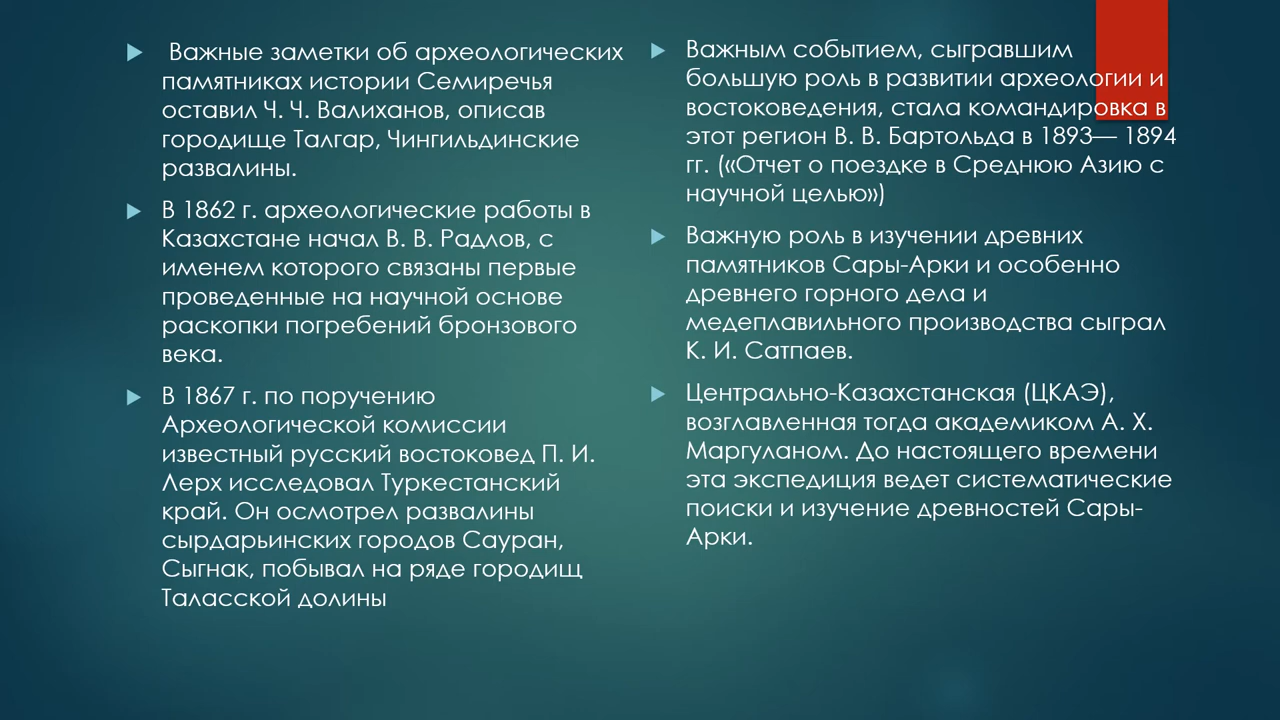 Важные заметки об археологических
памятниках истории Семиречья
оставил Ч. Ч. Валиханов, описав
городище Талгар, Чингильдинские
развалины.
В 1862 г. археологические работы в
Казахстане начал В. В. Радлов, с
именем которого связаны первые
проведенные на научной основе
раскопки погребений бронзового
века.
В 1867 г. по поручению
Археологической комиссии
известный русский востоковед П. И.
Лерх исследовал Туркестанский
край. Он осмотрел развалины
сырдарьинских городов Сауран,
Сыгнак, побывал на ряде городищ
Таласской долины
Важным событием, сыгравшим
большую роль в развитии археологии и
востоковедения, стала командировка в
этот регион В. В. Бартольда в 1893— 1894
гг. («Отчет о поездке в Среднюю Азию с
научной целью»)
Важную роль в изучении древних
памятников Сары-Арки и особенно
древнего горного дела и
медеплавильного производства сыграл
К. И. Сатпаев.
Центрально-Казахстанская (ЦКАЭ),
возглавленная тогда академиком А. Х.
Маргуланом. До настоящего времени
эта экспедиция ведет систематические
поиски и изучение древностей Сары-
Арки.